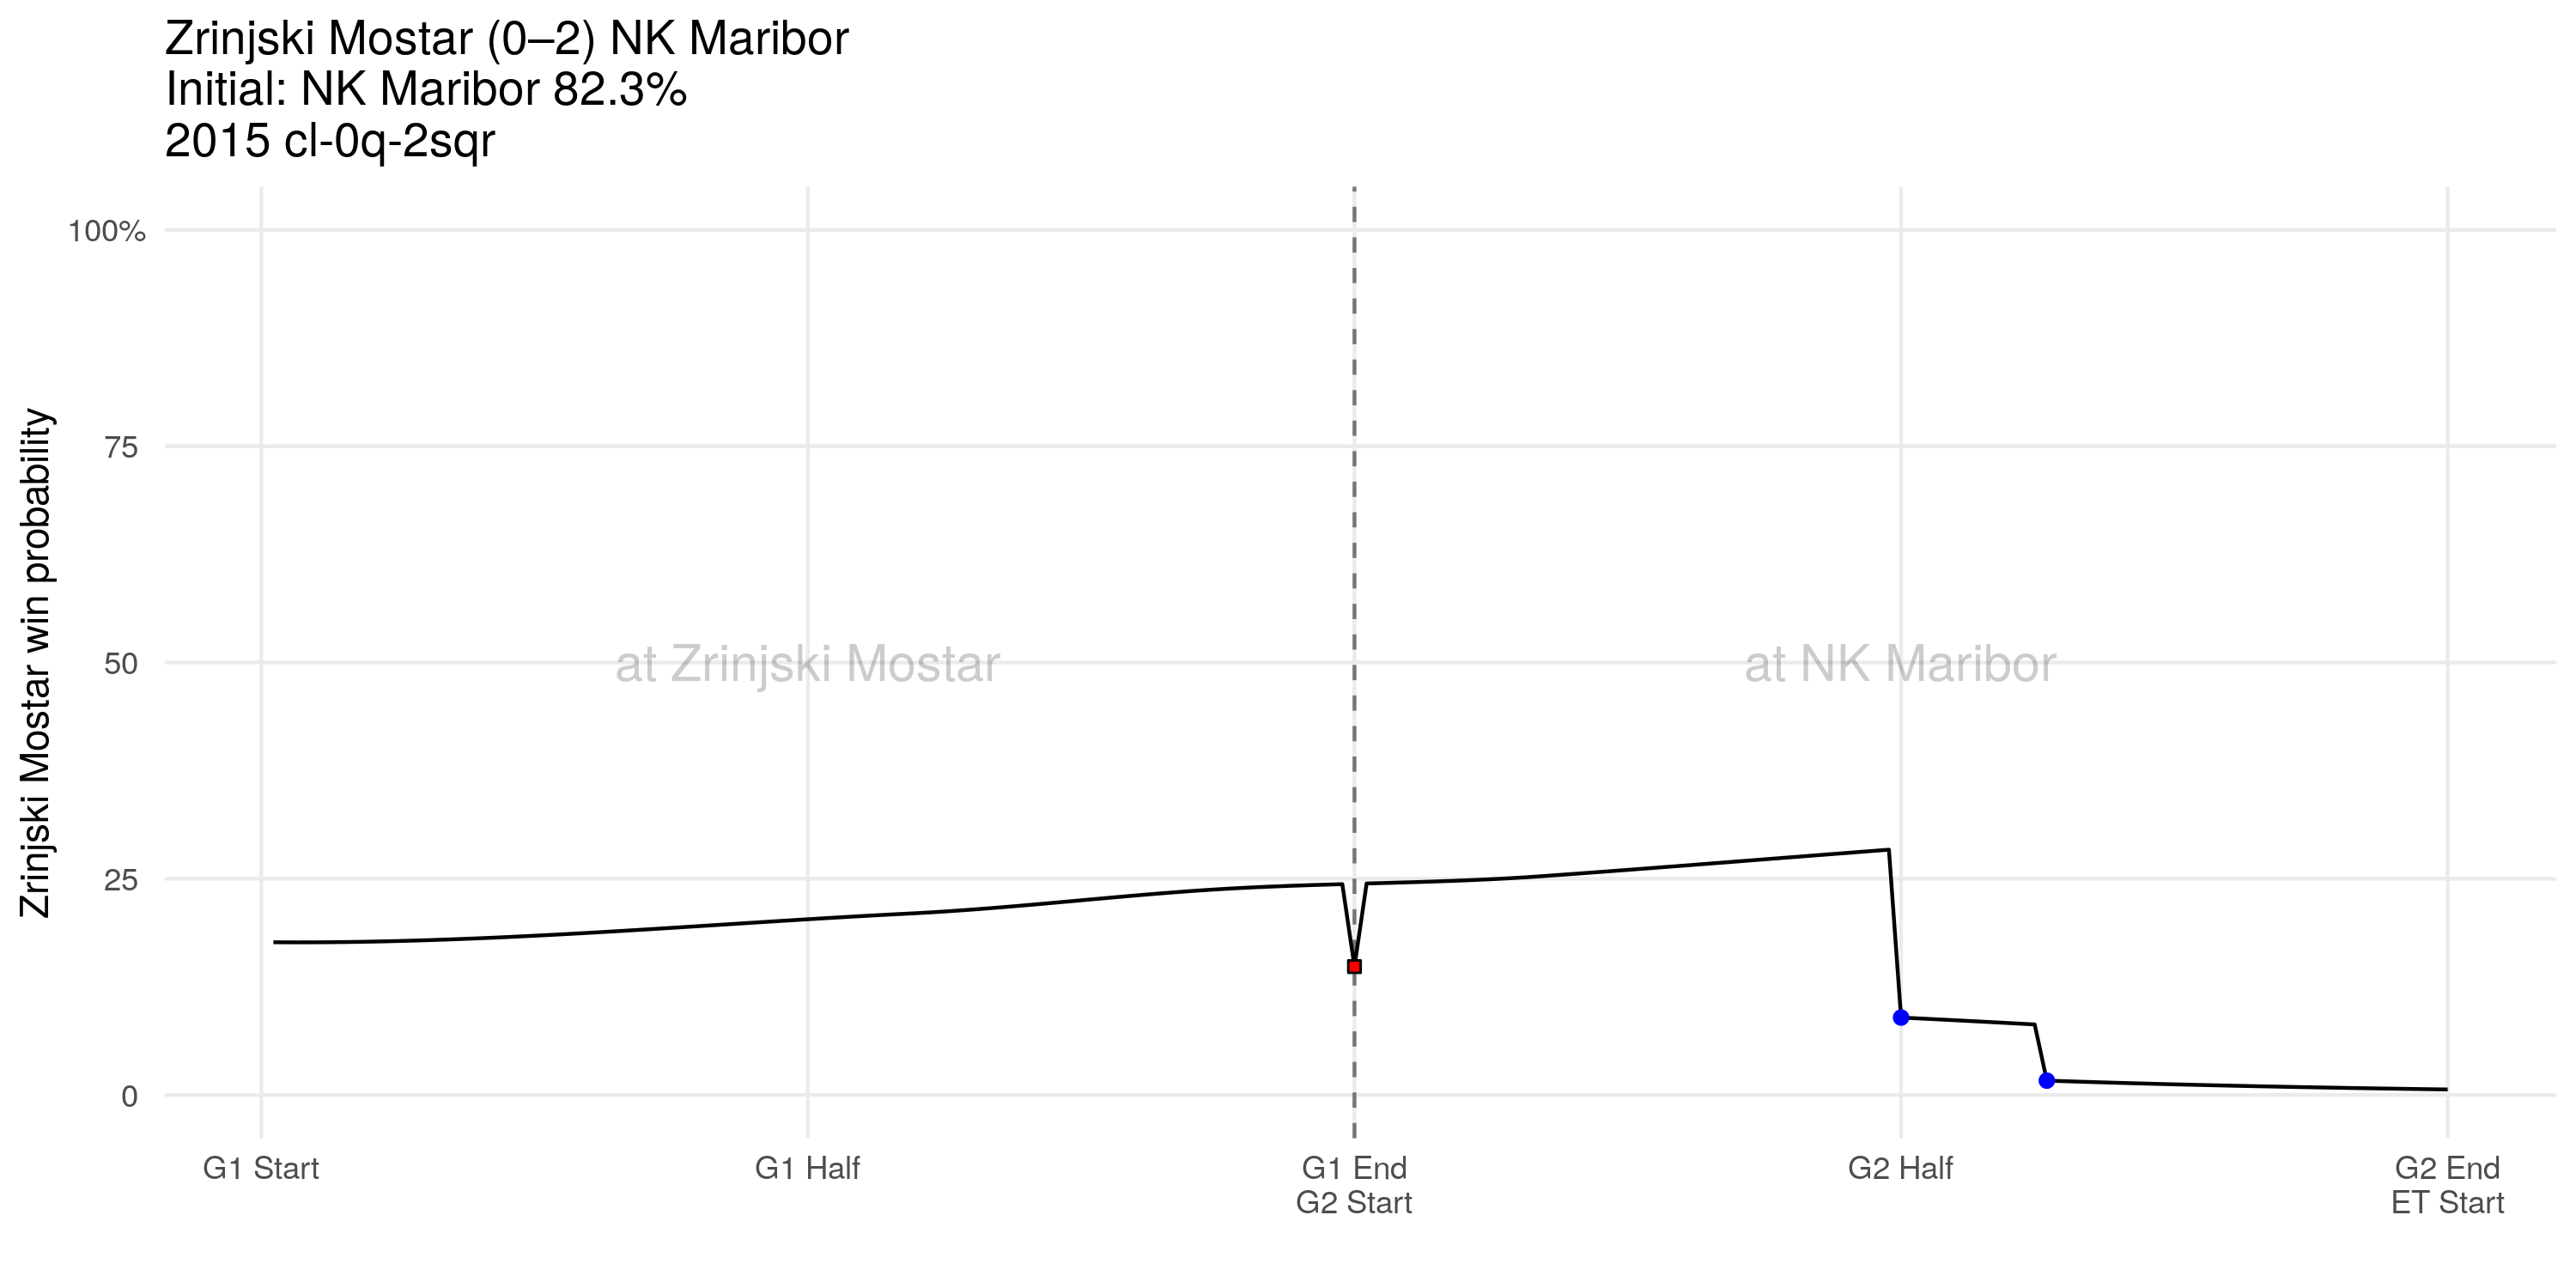 Zrinjski Mostar (0–2) NK Maribor
Initial: NK Maribor 82.3%
2015 cl-0q-2sqr
Zrinjski Mostar win probability
100%
75
50
25
0
at Zrinjski Mostar
at NK Maribor
G1 Start
G1 Half
G1 End
G2 Start
G2 Half
G2 End
ET Start